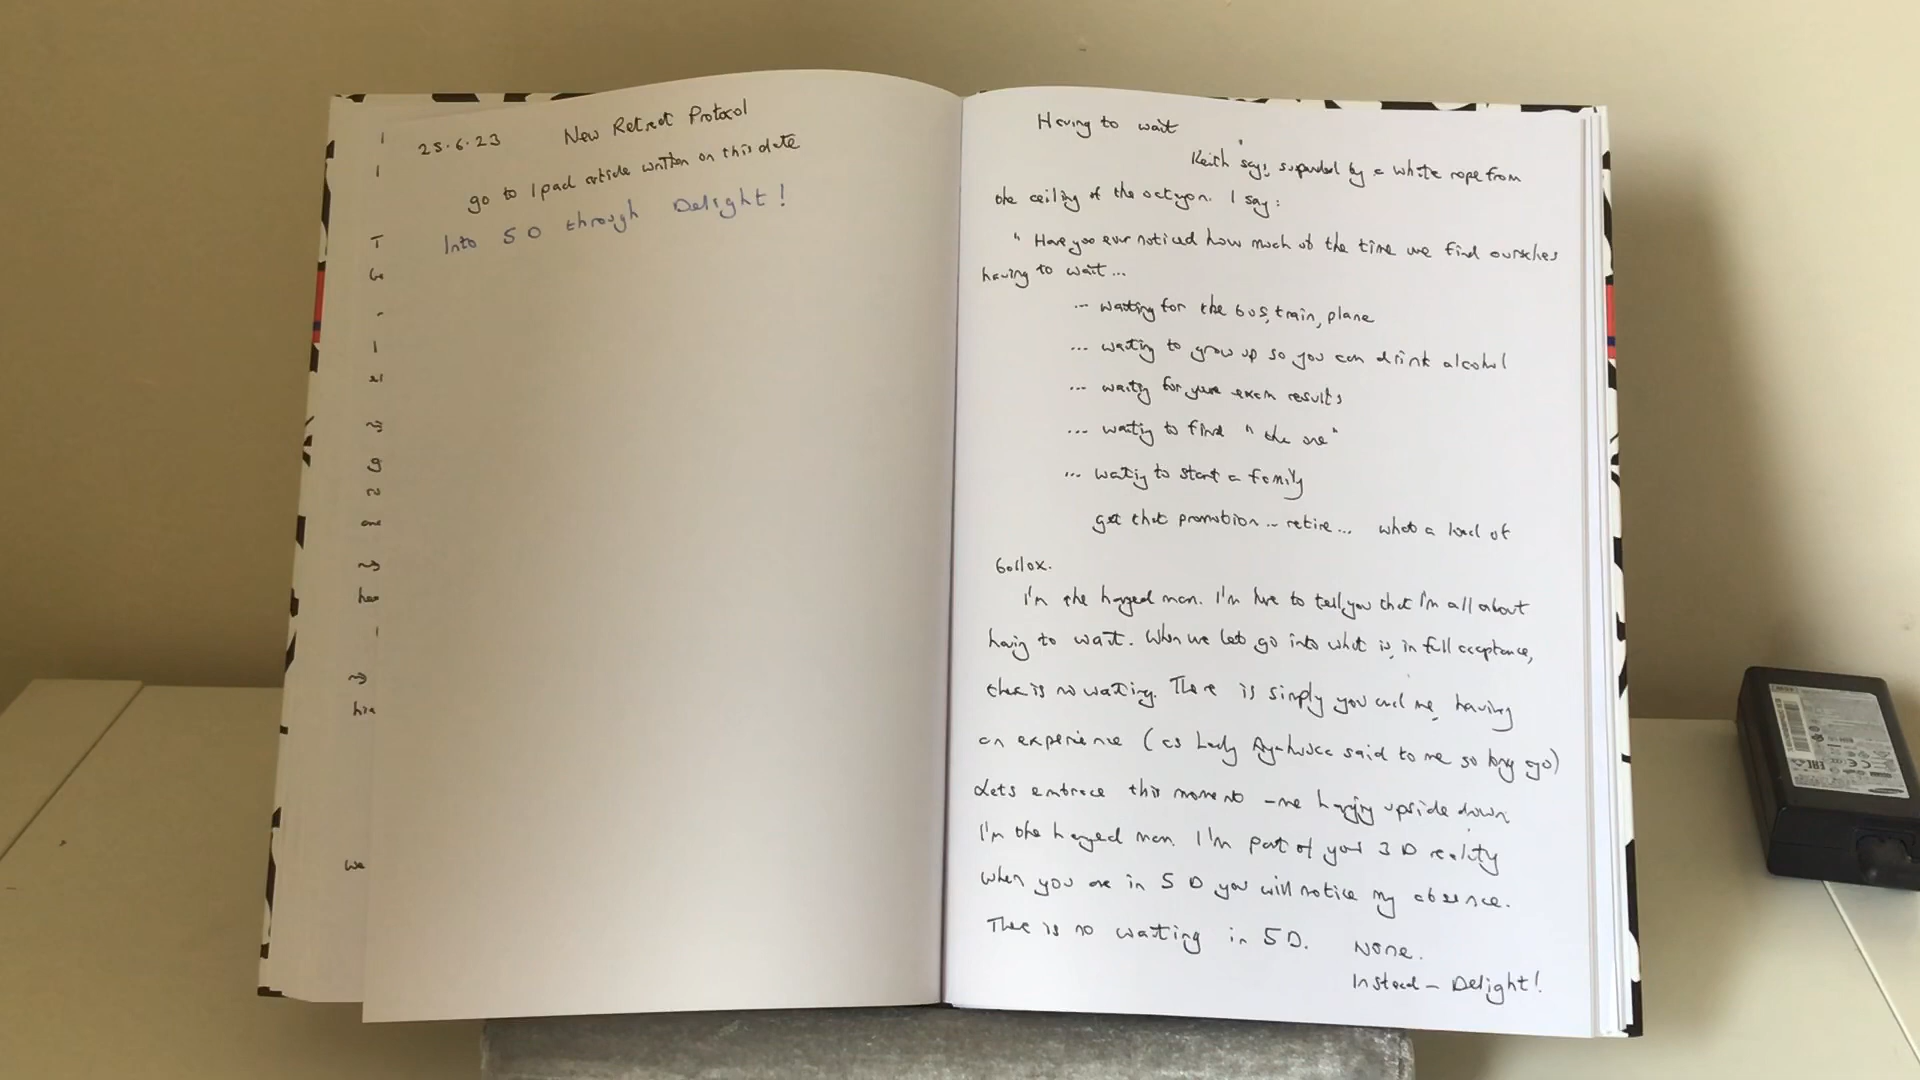 25.6.23 New Retreat Protocol
go to Ipad article written on this date
Into 5D through Delight!
Having to wait
Keith says, suspended by a white rope from
the ceiling of the octagon. I say:
" Have you ever noticed how much of the time we find ourselves
having to wait...
... waiting for the bus, train, plane
... waiting to grow up so you can drink alcohol
... waiting for your exam results
... waiting to find "the one"
... waiting to start a family
get that promotion... retire... what a load of
bollox.
I'm the hanged man. I'm here to tell you that I'm all about
having to wait. When we let go into what is, in full acceptance,
there is no waiting. There is simply you and me, having
an experience (as Lady Ayahusca said to me so long ago)
Lets embrace this moment - me hanging upside down
I'm the hanged man. I'm part of your 3D reality
When you are in 5D you will notice my absence.
There is no waiting in 5D. None.
Instead - Delight!